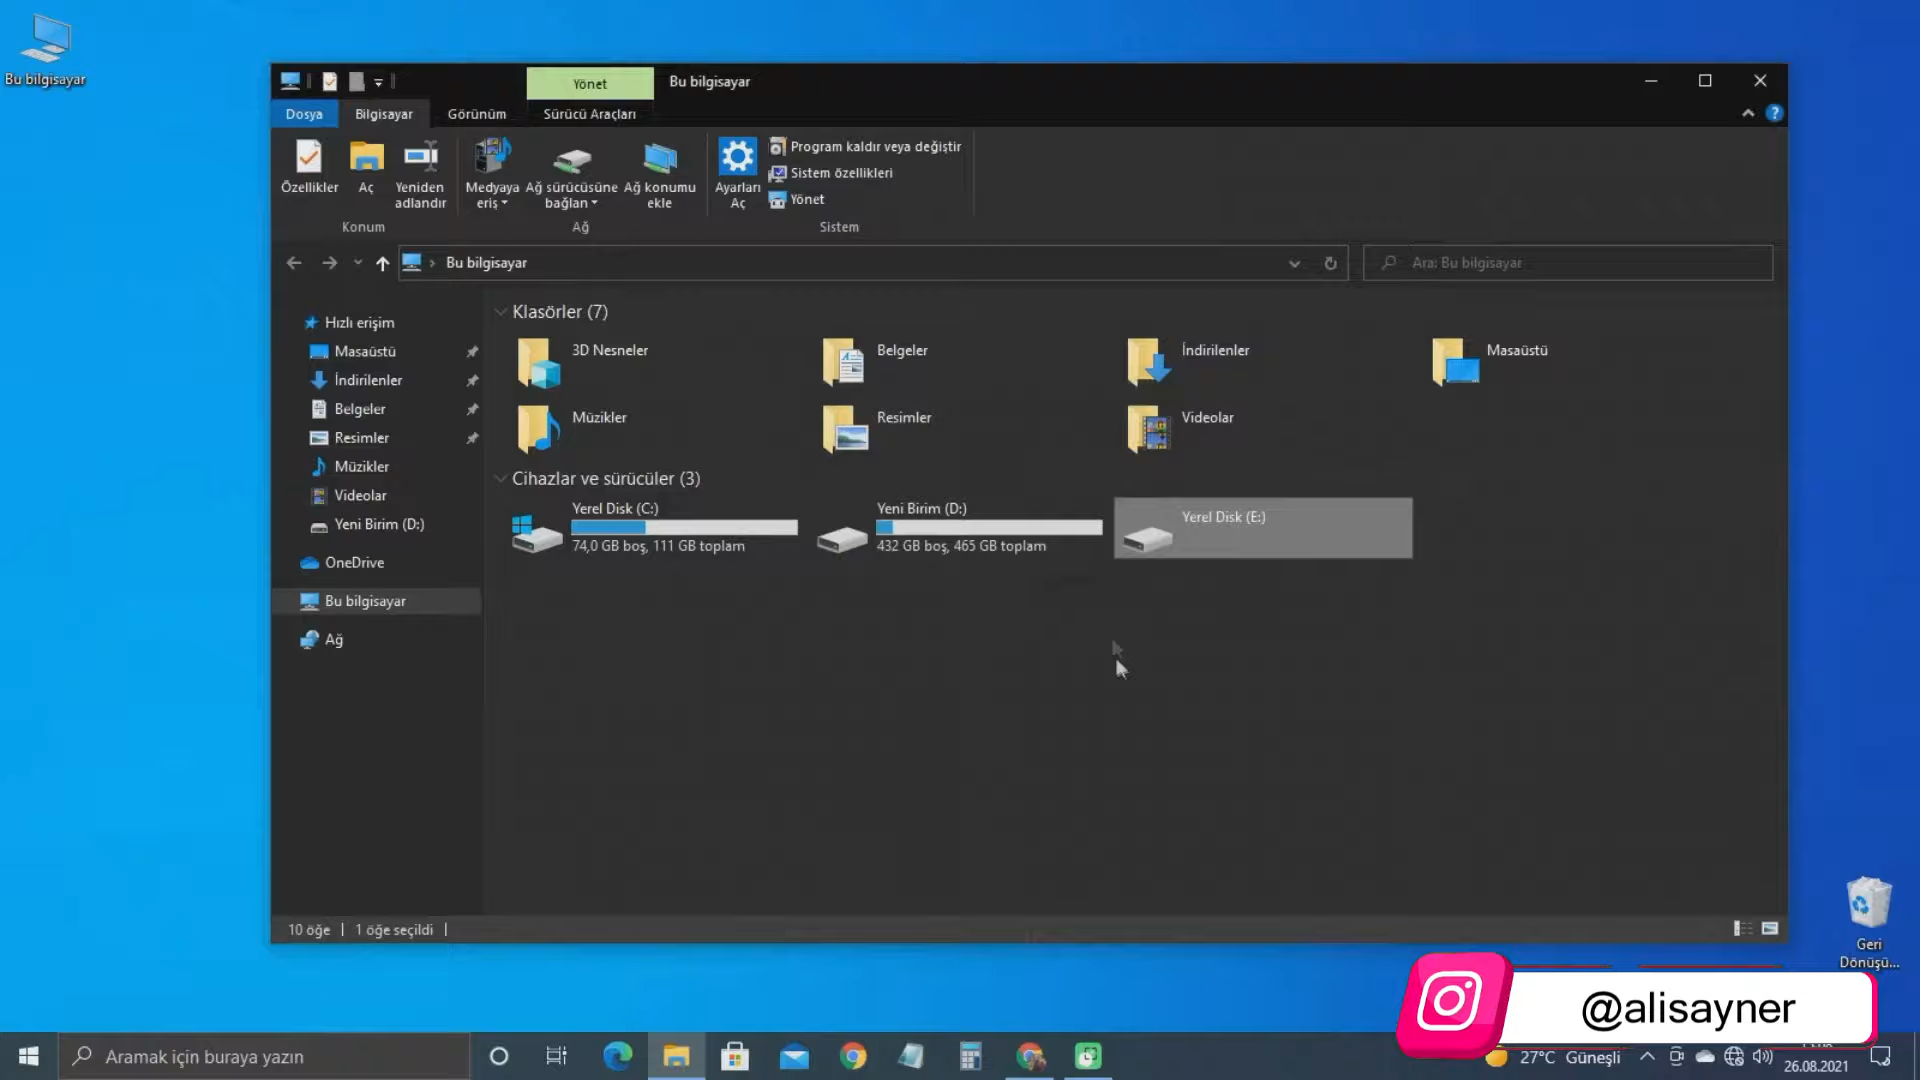 Bu bilgisayar
Yönet
Bu bilgisayar
Dosya
Bilgisayar
Görünüm
Sürücü Araçları
Özellikler
Aç
Yeniden
adlandır
Medyaya
eriş
Ağ sürücüsüne
bağlan
Ağ konumu
ekle
Ayarları
Aç
Program kaldır veya değiştir
Sistem özellikleri
Yönet
Konum
Ağ
Sistem
Bu bilgisayar
Ara: Bu bilgisayar
Hızlı erişim
Masaüstü
İndirilenler
Belgeler
Resimler
Müzikler
Videolar
Yeni Birim (D:)
OneDrive
Bu bilgisayar
Ağ
Klasörler (7)
3D Nesneler
Belgeler
İndirilenler
Masaüstü
Müzikler
Resimler
Videolar
Cihazlar ve sürücüler (3)
Yerel Disk (C:)
74,0 GB boş, 111 GB toplam
Yeni Birim (D:)
432 GB boş, 465 GB toplam
Yerel Disk (E:)
10 öğe
1 öğe seçildi
Geri
Dönüşü...
@alisayner
Aramak için buraya yazın
27°C Güneşli
26.08.2021